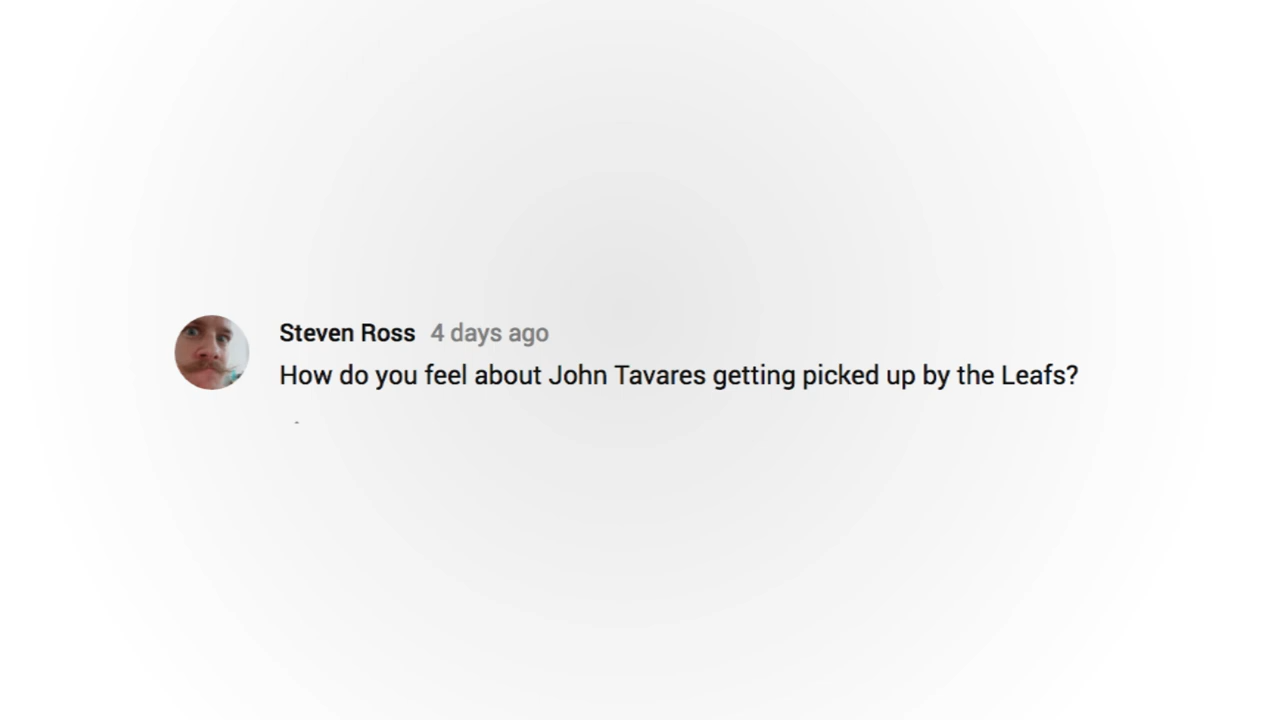 Steven Ross 4 days ago
How do you feel about John Tavares getting picked up by the Leafs?